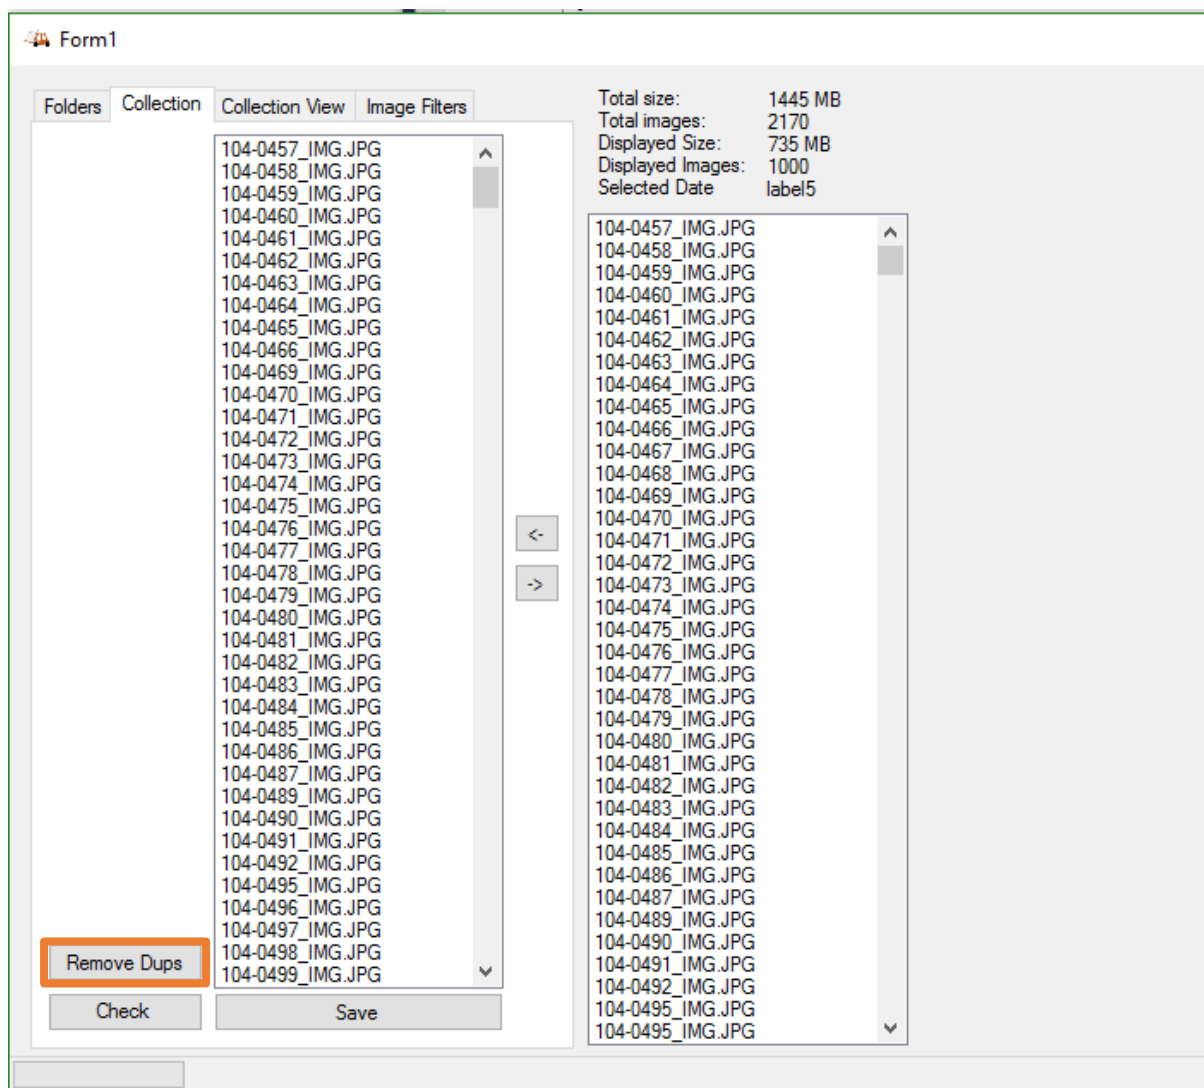 Form1
Folders
Collection
Collection View
Image Filters
104-0457_IMG.JPG
104-0458_IMG.JPG
104-0459_IMG.JPG
104-0460_IMG.JPG
104-0461_IMG.JPG
104-0462_IMG.JPG
104-0463_IMG.JPG
104-0464_IMG.JPG
104-0465_IMG.JPG
104-0466_IMG.JPG
104-0469_IMG.JPG
104-0470_IMG.JPG
104-0471_IMG.JPG
104-0472_IMG.JPG
104-0473_IMG.JPG
104-0474_IMG.JPG
104-0475_IMG.JPG
104-0476_IMG.JPG
104-0477_IMG.JPG
104-0478_IMG.JPG
104-0479_IMG.JPG
104-0480_IMG.JPG
104-0481_IMG.JPG
104-0482_IMG.JPG
104-0483_IMG.JPG
104-0484_IMG.JPG
104-0485_IMG.JPG
104-0486_IMG.JPG
104-0487_IMG.JPG
104-0489_IMG.JPG
104-0490_IMG.JPG
104-0491_IMG.JPG
104-0492_IMG.JPG
104-0495_IMG.JPG
104-0496_IMG.JPG
104-0497_IMG.JPG
104-0498_IMG.JPG
104-0499_IMG.JPG
Remove Dups
Check
Save
<-
->
Total size: 1445 MB
Total images: 2170
Displayed Size: 735 MB
Displayed Images: 1000
Selected Date label5
104-0457_IMG.JPG
104-0458_IMG.JPG
104-0459_IMG.JPG
104-0460_IMG.JPG
104-0461_IMG.JPG
104-0462_IMG.JPG
104-0463_IMG.JPG
104-0464_IMG.JPG
104-0465_IMG.JPG
104-0466_IMG.JPG
104-0467_IMG.JPG
104-0468_IMG.JPG
104-0469_IMG.JPG
104-0470_IMG.JPG
104-0471_IMG.JPG
104-0472_IMG.JPG
104-0473_IMG.JPG
104-0474_IMG.JPG
104-0475_IMG.JPG
104-0476_IMG.JPG
104-0477_IMG.JPG
104-0478_IMG.JPG
104-0479_IMG.JPG
104-0480_IMG.JPG
104-0481_IMG.JPG
104-0482_IMG.JPG
104-0483_IMG.JPG
104-0484_IMG.JPG
104-0485_IMG.JPG
104-0486_IMG.JPG
104-0487_IMG.JPG
104-0489_IMG.JPG
104-0490_IMG.JPG
104-0491_IMG.JPG
104-0492_IMG.JPG
104-0495_IMG.JPG
104-0495_IMG.JPG